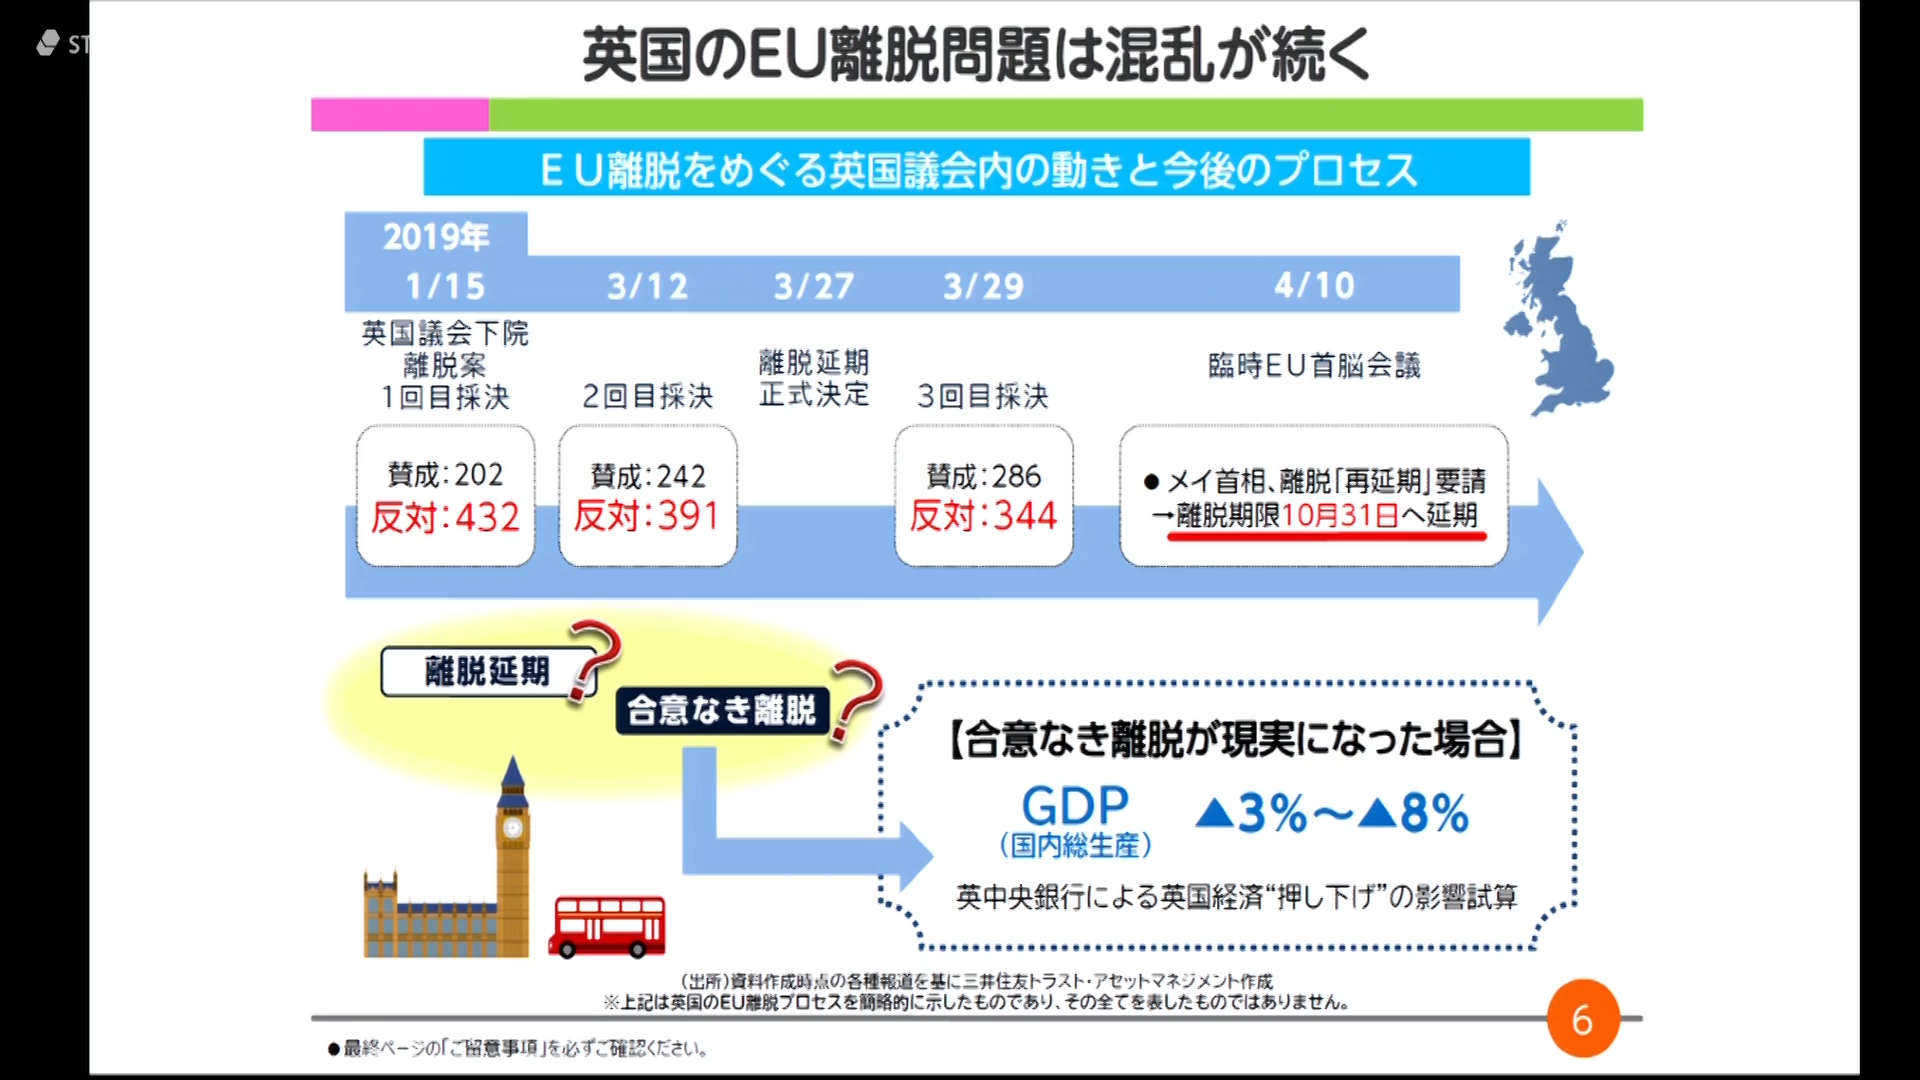 ST
英国のEU離脱問題は混乱が続く
ＥＵ離脱をめぐる英国議会内の動きと今後のプロセス
2019年
1/15
3/12
3/27
3/29
4/10
英国議会下院
離脱案
1回目採決
2回目採決
離脱延期
正式決定
3回目採決
臨時EU首脳会議
賛成：202
反対：432
賛成：242
反対：391
賛成：286
反対：344
● メイ首相、離脱「再延期」要請
→離脱期限10月31日へ延期
離脱延期？
合意なき離脱？
【合意なき離脱が現実になった場合】
GDP
（国内総生産）
▲3％～▲8％
英中央銀行による英国経済“押し下げ”の影響試算
（出所）資料作成時点の各種報道を基に三井住友トラスト・アセットマネジメント作成
※上記は英国のEU離脱プロセスを簡略的に示したものであり、その全てを表したものではありません。
6
●最終ページの「ご留意事項」を必ずご確認ください。